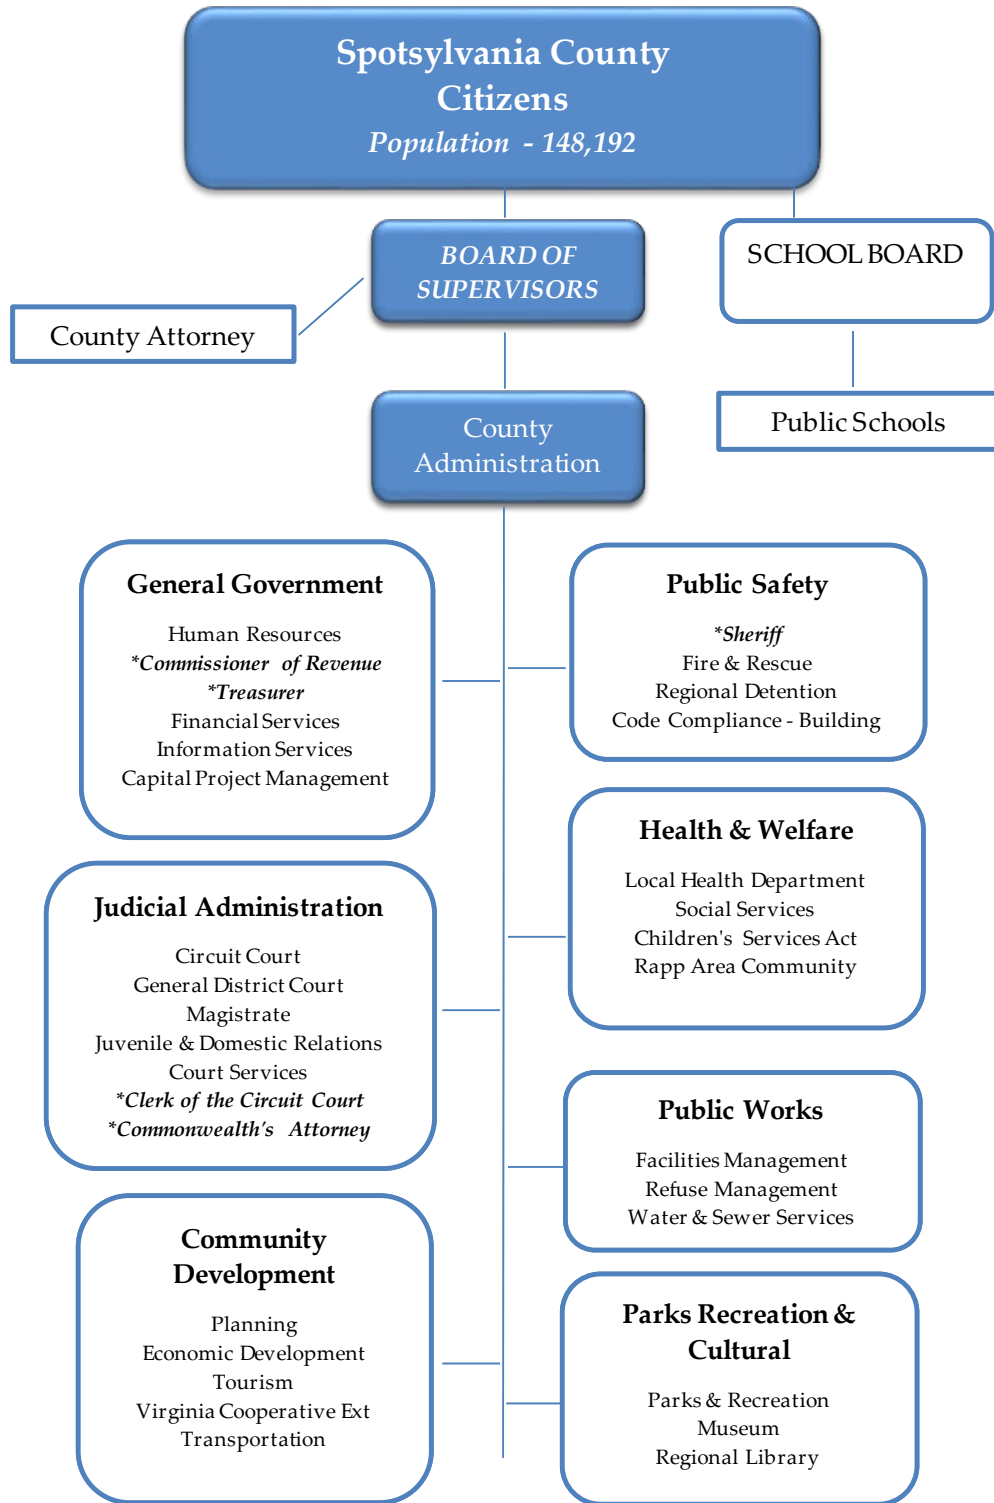 Spotsylvania County
Citizens
Population - 148,192
BOARD OF
SUPERVISORS
SCHOOL BOARD
County Attorney
County
Administration
Public Schools
General Government
Human Resources
*Commissioner of Revenue
*Treasurer
Financial Services
Information Services
Capital Project Management
Public Safety
*Sheriff
Fire & Rescue
Regional Detention
Code Compliance - Building
Judicial Administration
Circuit Court
General District Court
Magistrate
Juvenile & Domestic Relations
Court Services
*Clerk of the Circuit Court
*Commonwealth's Attorney
Health & Welfare
Local Health Department
Social Services
Children's Services Act
Rapp Area Community
Public Works
Facilities Management
Refuse Management
Water & Sewer Services
Community
Development
Planning
Economic Development
Tourism
Virginia Cooperative Ext
Transportation
Parks Recreation &
Cultural
Parks & Recreation
Museum
Regional Library